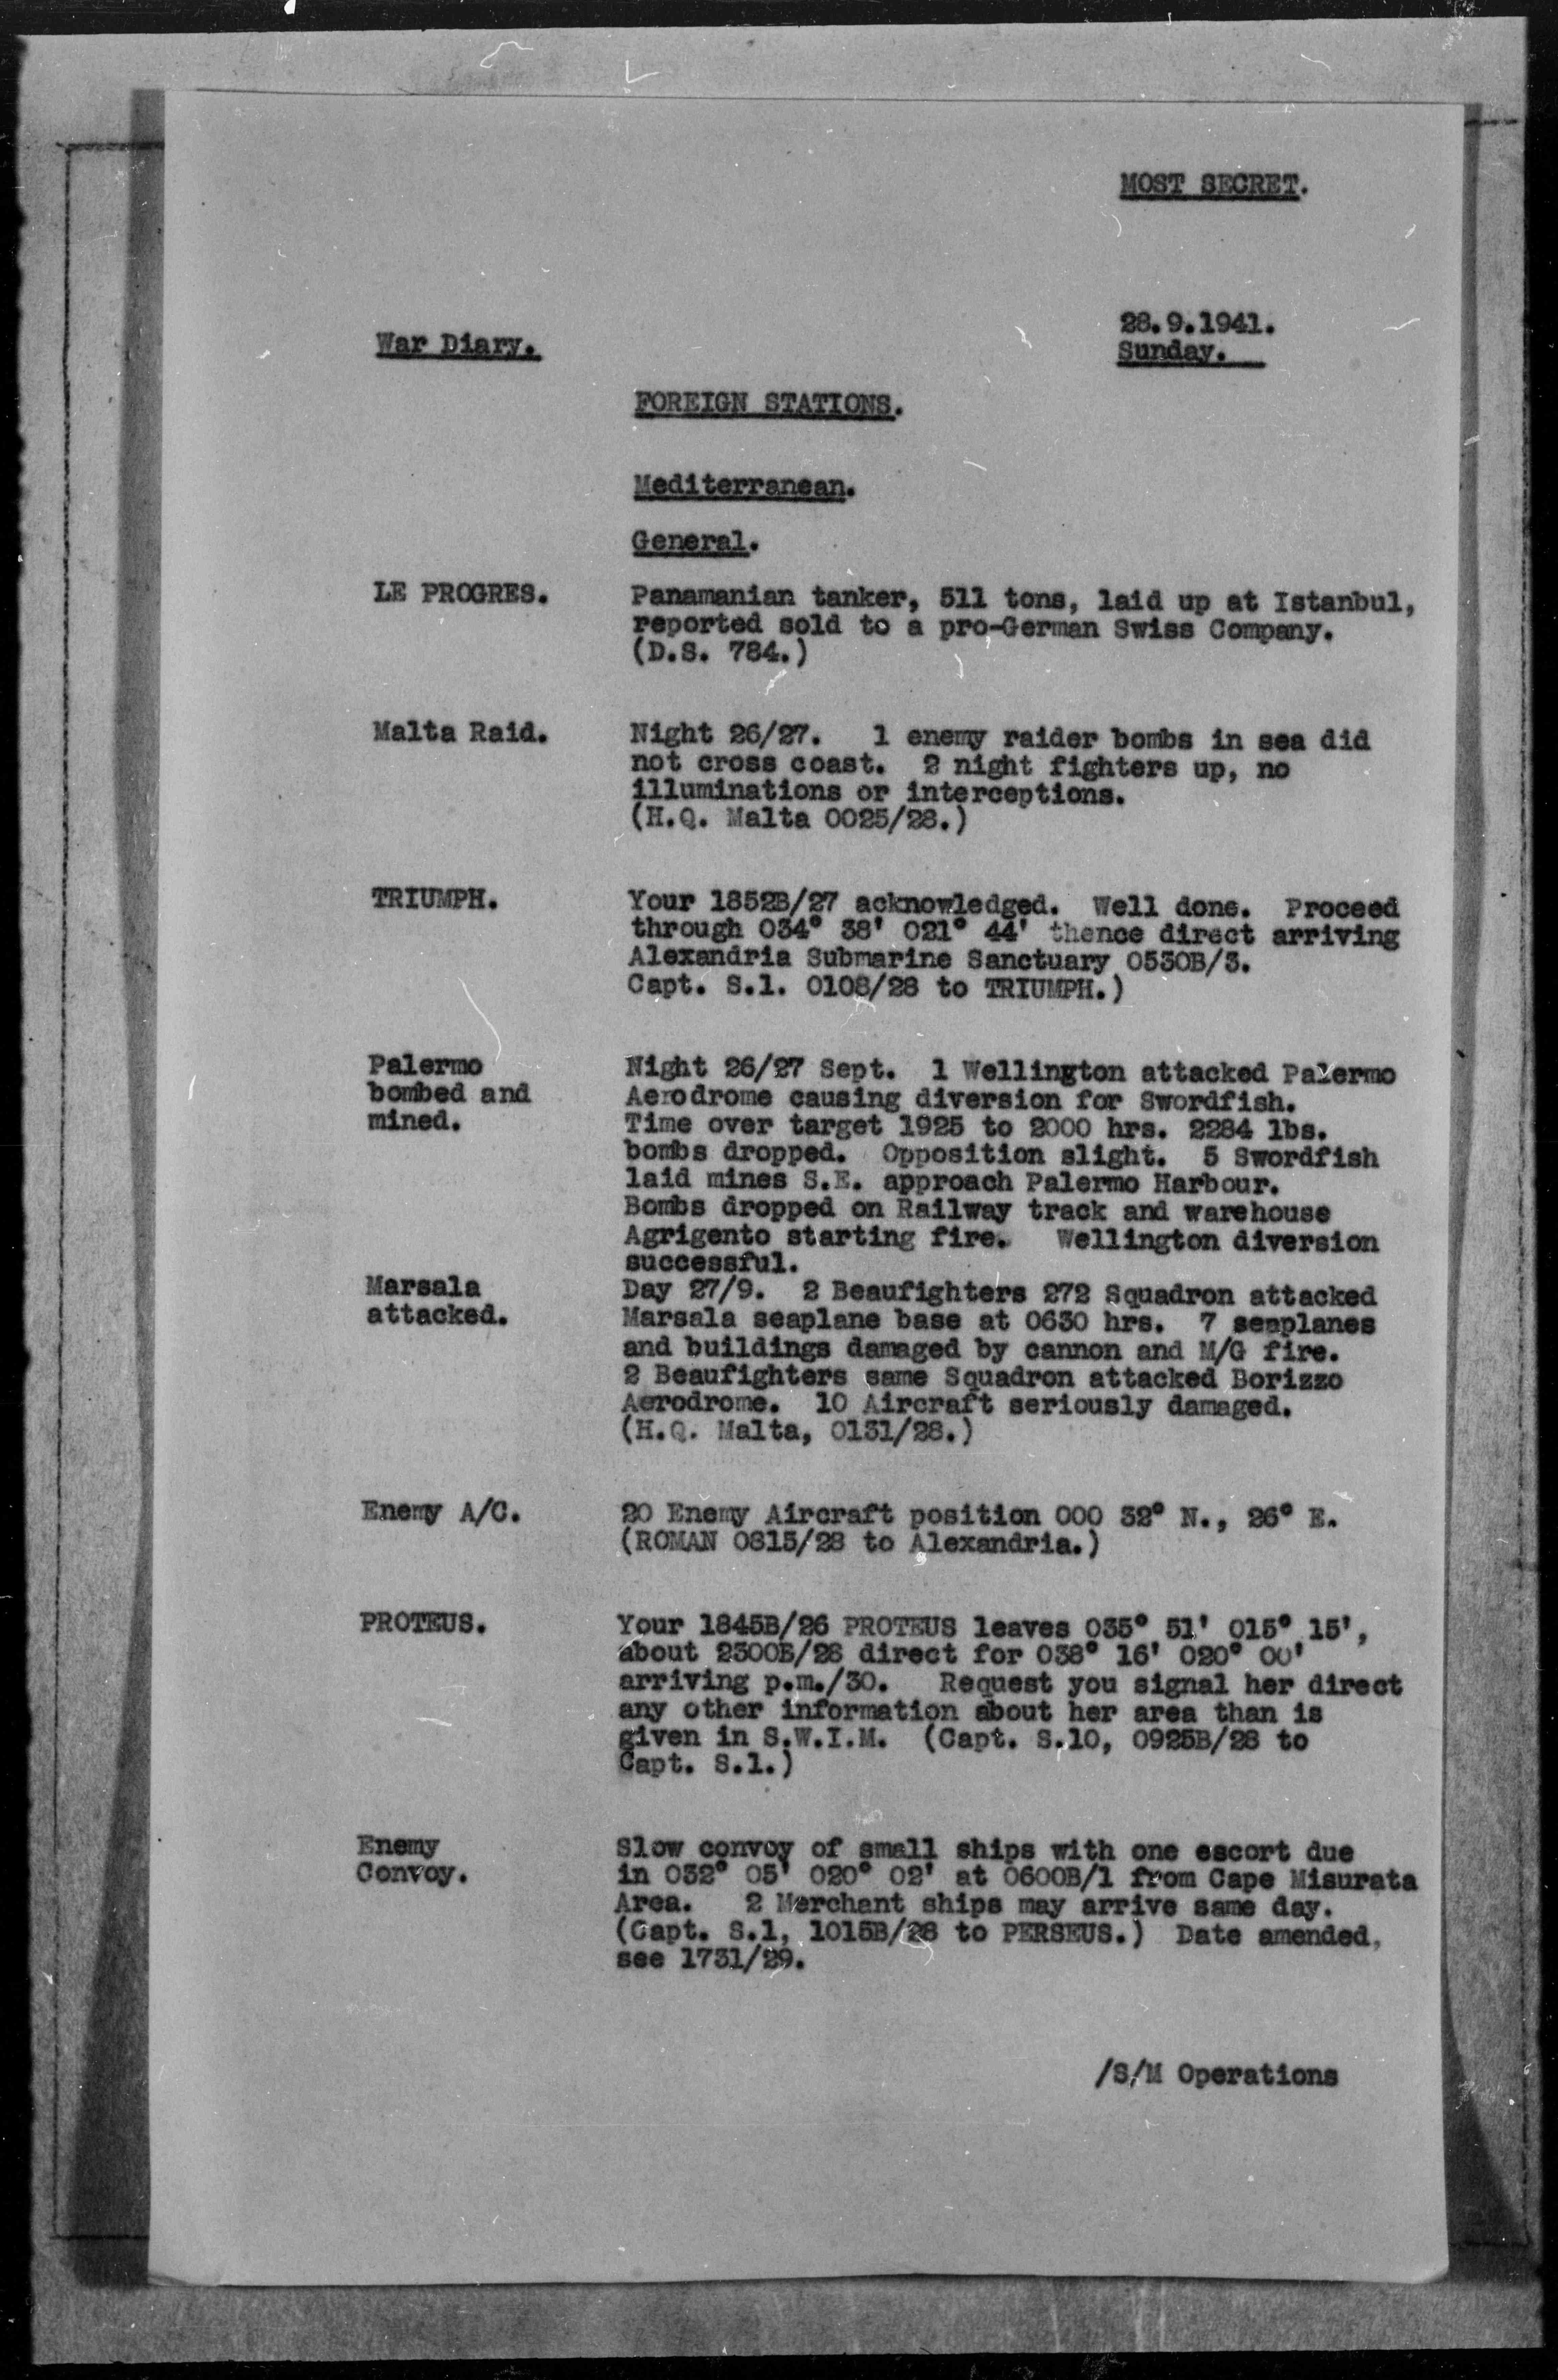 MOST SECRET.
War Diary.
28.9.1941.
Sunday.
FOREIGN STATIONS.
Mediterranean.
General.
LE PROGRES.
Panamanian tanker, 511 tons, laid up at Istanbul,
reported sold to a pro-German Swiss Company.
(D.S. 784.)
Malta Raid.
Night 26/27. 1 enemy raider bombs in sea did
not cross coast. 2 night fighters up, no
illuminations or interceptions.
(H.Q. Malta 0025/28.)
TRIUMPH.
Your 1852B/27 acknowledged. Well done. Proceed
through 034° 38' 021° 44' thence direct arriving
Alexandria Submarine Sanctuary 0530B/3.
Capt. S.1. 0108/28 to TRIUMPH.)
Palermo
bombed and
mined.
Night 26/27 Sept. 1 Wellington attacked Palermo
Aerodrome causing diversion for Swordfish.
Time over target 1925 to 2000 hrs. 2284 lbs.
bombs dropped. Opposition slight. 5 Swordfish
laid mines S.E. approach Palermo Harbour.
Bombs dropped on Railway track and warehouse
Agrigento starting fire. Wellington diversion
successful.
Marsala
attacked.
Day 27/9. 2 Beaufighters 272 Squadron attacked
Marsala seaplane base at 0630 hrs. 7 seaplanes
and buildings damaged by cannon and M/G fire.
2 Beaufighters same Squadron attacked Borizzo
Aerodrome. 10 Aircraft seriously damaged.
(H.Q. Malta, 0131/28.)
Enemy A/C.
20 Enemy Aircraft position 000 32° N., 26° E.
(ROMAN 0815/28 to Alexandria.)
PROTEUS.
Your 1845B/26 PROTEUS leaves 035° 51' 015° 15',
about 2300B/28 direct for 038° 16' 020° 00'
arriving p.m./30. Request you signal her direct
any other information about her area than is
given in S.W.I.M. (Capt. S.10, 0925B/28 to
Capt. S.1.)
Enemy
Convoy.
Slow convoy of small ships with one escort due
in 032° 05' 020° 02' at 0600B/1 from Cape Misurata
Area. 2 Merchant ships may arrive same day.
(Capt. S.1, 1015B/28 to PERSEUS.) Date amended,
see 1731/29.
/S/M Operations